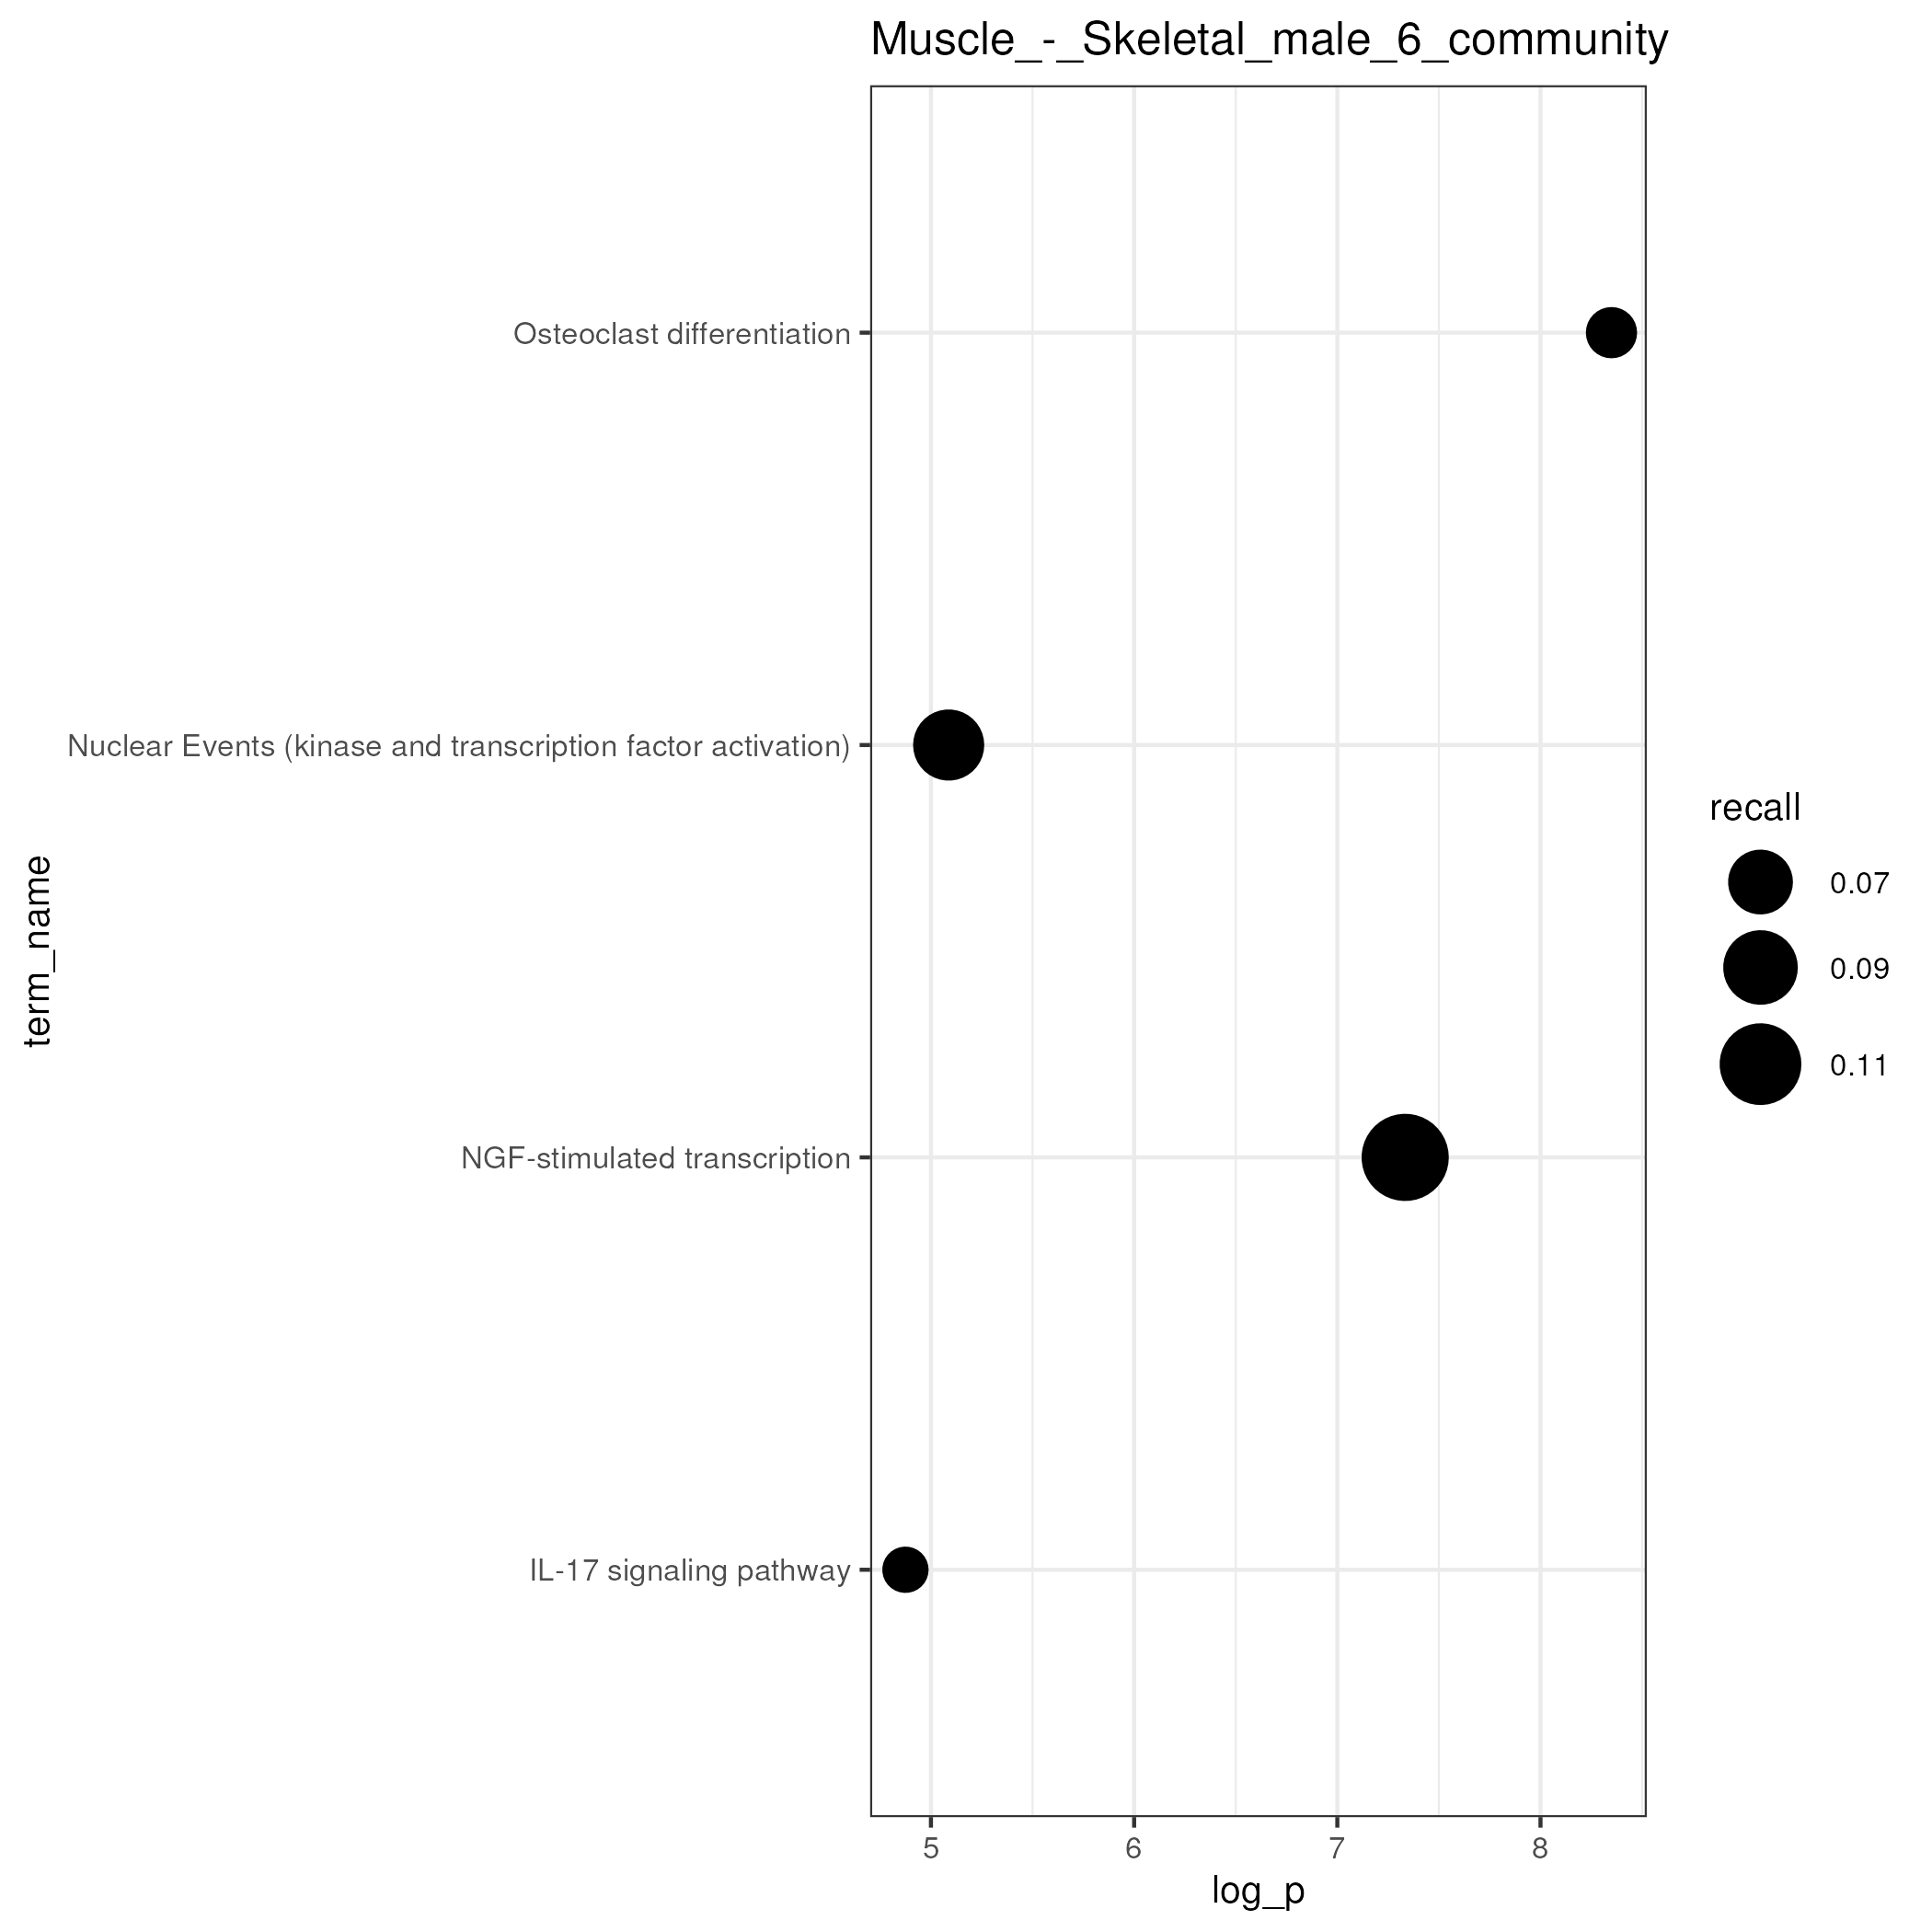 Muscle_-_Skeletal_male_6_community
Osteoclast differentiation
Nuclear Events (kinase and transcription factor activation)
NGF-stimulated transcription
IL-17 signaling pathway
term_name
5 6 7 8
log_p
recall
0.07
0.09
0.11